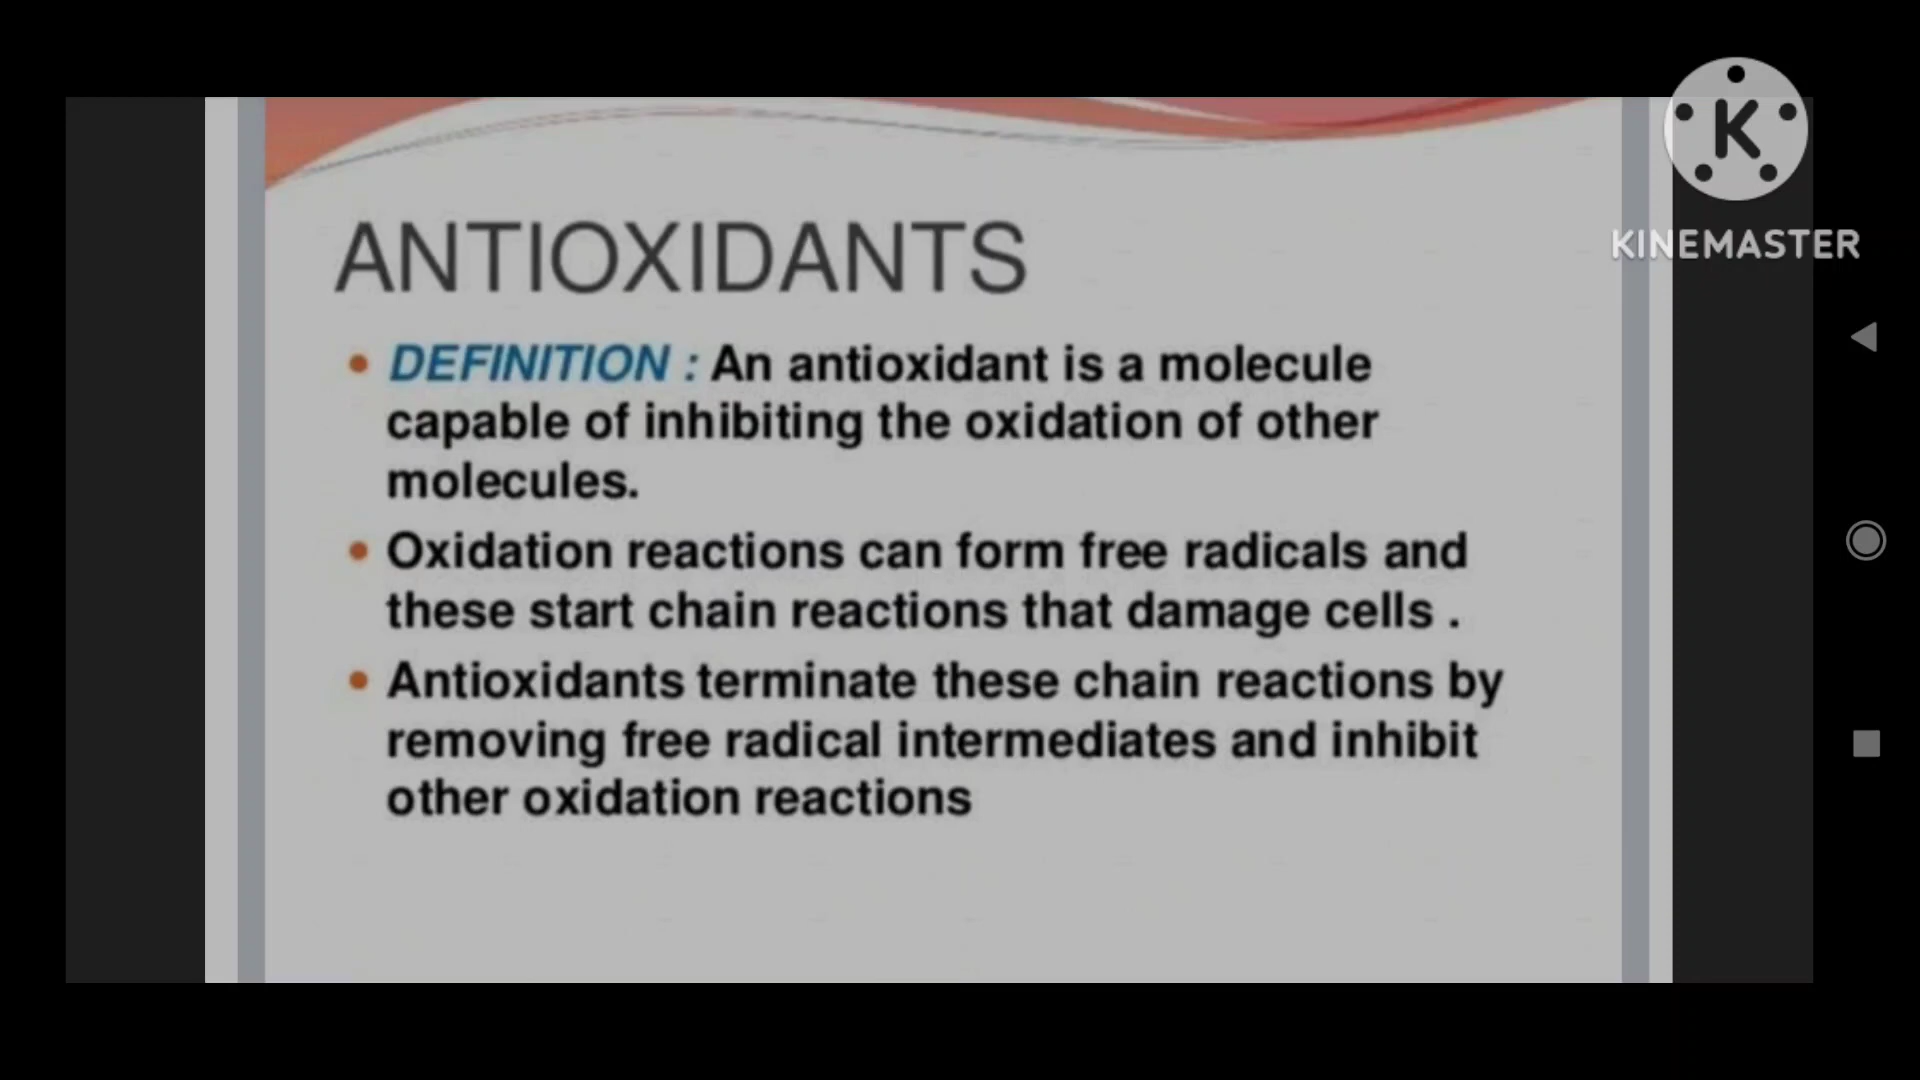 K
KINEMASTER
ANTIOXIDANTS
• DEFINITION : An antioxidant is a molecule
capable of inhibiting the oxidation of other
molecules.
• Oxidation reactions can form free radicals and
these start chain reactions that damage cells .
• Antioxidants terminate these chain reactions by
removing free radical intermediates and inhibit
other oxidation reactions